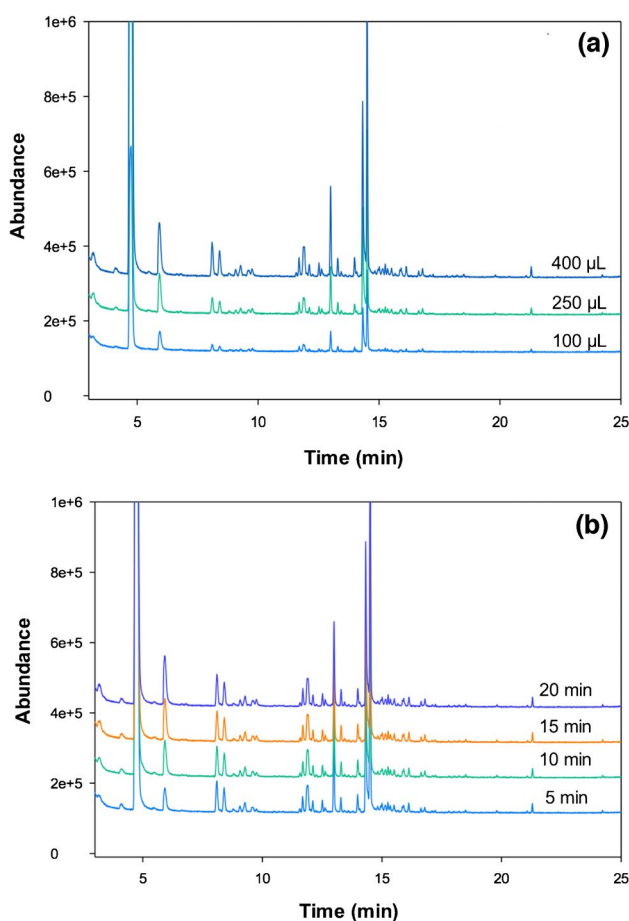 (a)
1e+6
8e+5
6e+5
4e+5
2e+5
0
Abundance
400 µL
250 µL
100 µL
5 10 15 20 25
Time (min)
(b)
1e+6
8e+5
6e+5
4e+5
2e+5
0
Abundance
20 min
15 min
10 min
5 min
5 10 15 20 25
Time (min)